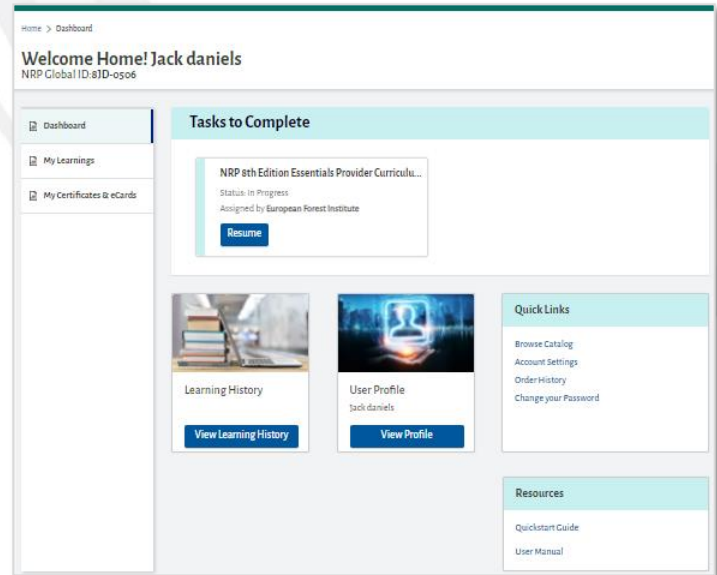 Home > Dashboard
Welcome Home! Jack daniels
NRP Global ID:8JD-0506
Dashboard
My Learnings
My Certificates & eCards
Tasks to Complete
NRP 8th Edition Essentials Provider Curriculu...
Status: In Progress
Assigned by European Forest Institute
Resume
Learning History
View Learning History
User Profile
Jack daniels
View Profile
Quick Links
Browse Catalog
Account Settings
Order History
Change your Password
Resources
Quickstart Guide
User Manual